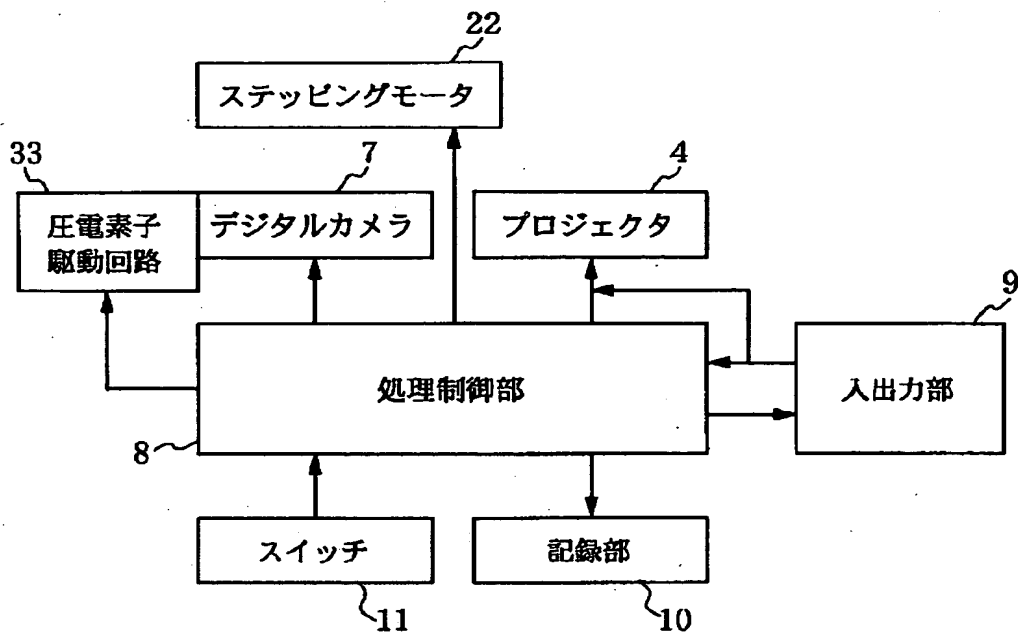 22
ステッピングモータ
33
7
4
圧電素子
駆動回路
デジタルカメラ
プロジェクタ
9
処理制御部
入出力部
8
スイッチ
記録部
11
10